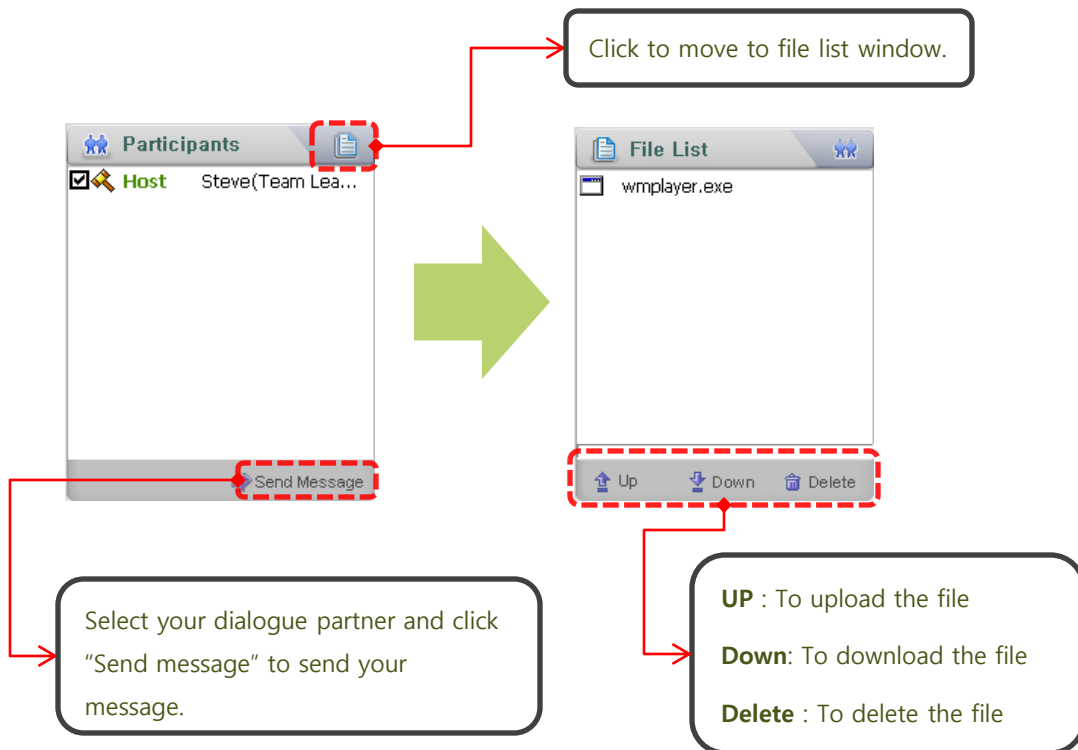 Click to move to file list window.
Participants
Host Steve(Team Lea...
Send Message
File List
wmplayer.exe
Up Down Delete
Select your dialogue partner and click
“Send message” to send your
message.
UP : To upload the file
Down: To download the file
Delete : To delete the file